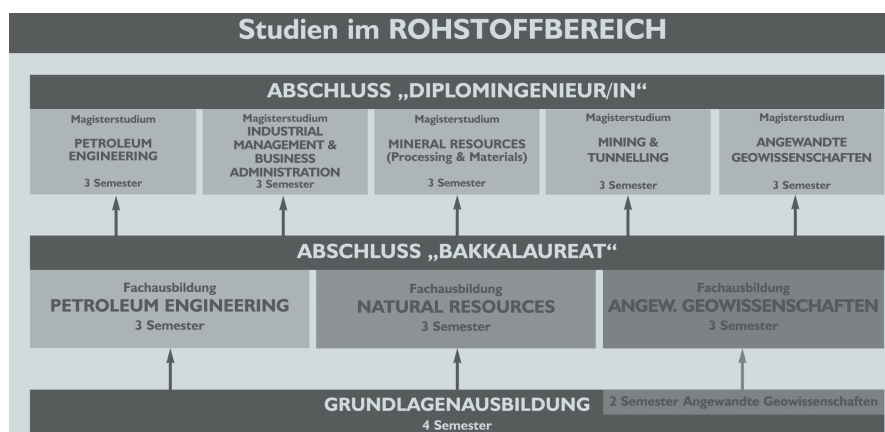 Studien im ROHSTOFFBEREICH
ABSCHLUSS „DIPLOMINGENIEUR/IN“
Magisterstudium
PETROLEUM
ENGINEERING
3 Semester
Magisterstudium
INDUSTRIAL
MANAGEMENT &
BUSINESS
ADMINISTRATION
3 Semester
Magisterstudium
MINERAL RESOURCES
(Processing & Materials)
3 Semester
Magisterstudium
MINING &
TUNNELLING
3 Semester
Magisterstudium
ANGEWANDTE
GEOWISSENSCHAFTEN
3 Semester
ABSCHLUSS „BAKKALAUREAT“
Fachausbildung
PETROLEUM ENGINEERING
3 Semester
Fachausbildung
NATURAL RESOURCES
3 Semester
Fachausbildung
ANGEW. GEOWISSENSCHAFTEN
3 Semester
GRUNDLAGENAUSBILDUNG
4 Semester
2 Semester Angewandte Geowissenschaften